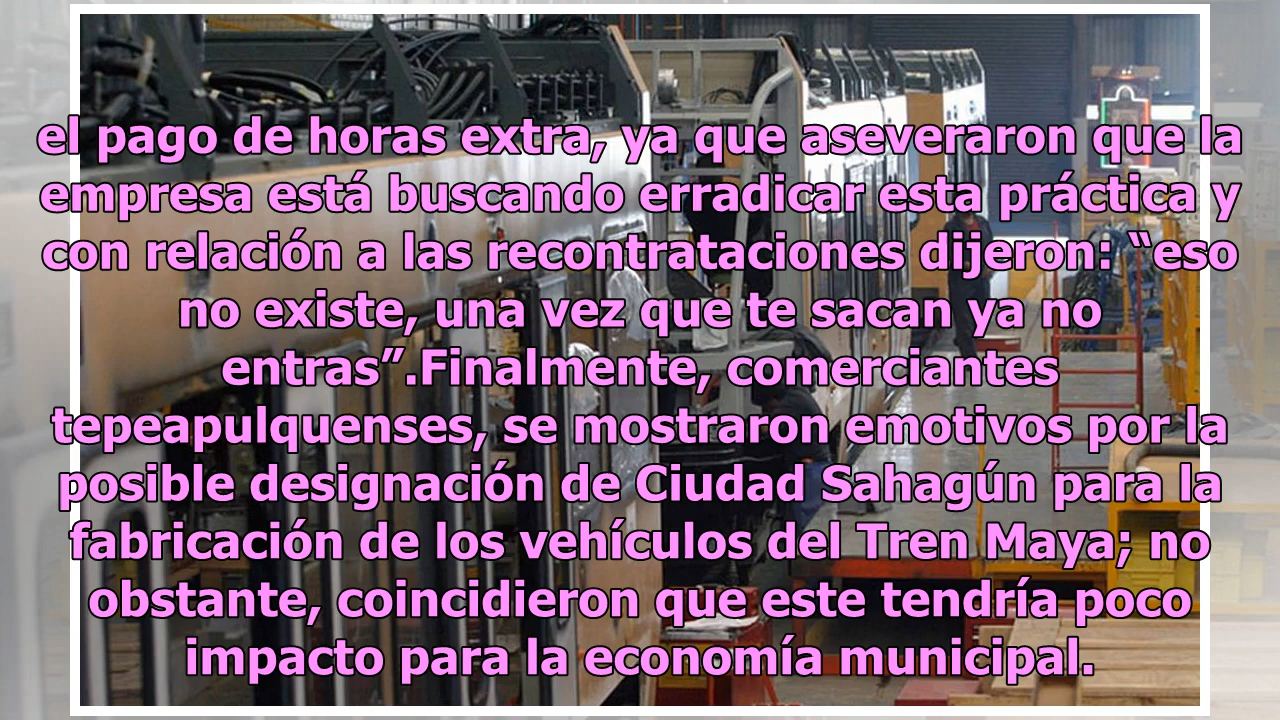 el pago de horas extra, ya que aseveraron que la
empresa está buscando erradicar esta práctica y
con relación a las recontrataciones dijeron: “eso
no existe, una vez que te sacan ya no
entras”.Finalmente, comerciantes
tepeapulquenses, se mostraron emotivos por la
posible designación de Ciudad Sahagún para la
fabricación de los vehículos del Tren Maya; no
obstante, coincidieron que este tendría poco
impacto para la economía municipal.